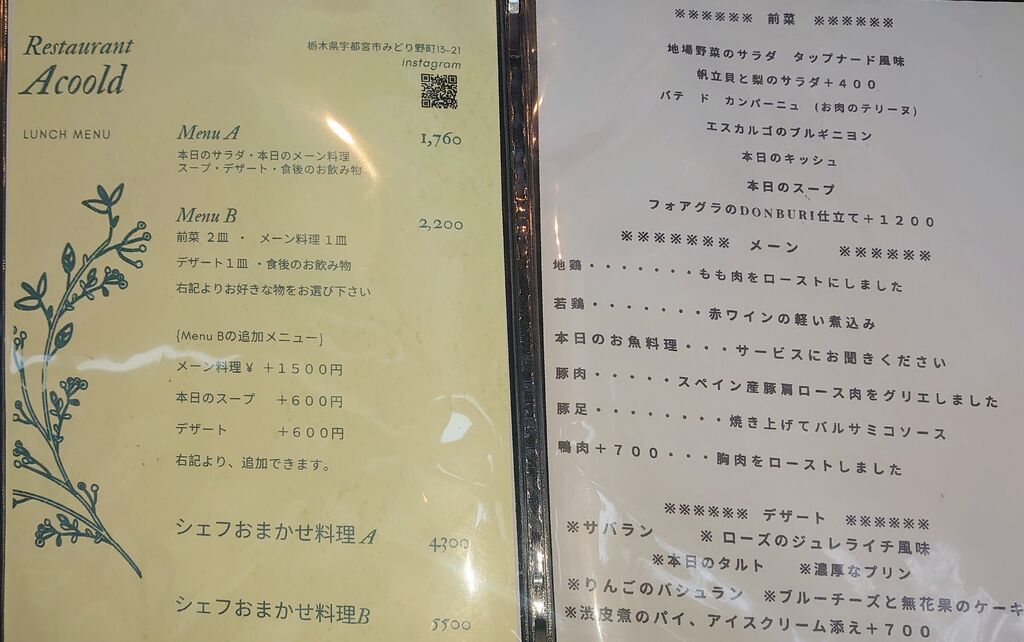 Restaurant
Acoold
栃木県宇都宮市みどり野町13-21
instagram
LUNCH MENU
Menu A
1,760
本日のサラダ・本日のメーン料理
スープ・デザート・食後のお飲み物
Menu B
2,200
前菜 2皿 ・ メーン料理 1皿
デザート1皿 ・食後のお飲み物
右記よりお好きな物をお選び下さい
{Menu Bの追加メニュー}
メーン料理¥ +1500円
本日のスープ +600円
デザート +600円
右記より、追加できます。
シェフおまかせ料理 A
4300
シェフおまかせ料理B
5500
※※※※※※ 前菜 ※※※※※※
地場野菜のサラダ タップナード風味
帆立貝と梨のサラダ+400
パテ ド カンパーニュ (お肉のテリーヌ)
エスカルゴのブルギニヨン
本日のキッシュ
本日のスープ
フォアグラのDONBURI仕立て+1200
※※※※※※※ メーン ※※※※※※
地鶏・・・・・・・もも肉をローストにしました
若鶏・・・・・・赤ワインの軽い煮込み
本日のお魚料理・・・サービスにお聞きください
豚肉・・・・・スペイン産豚肩ロース肉をグリエしました
豚足・・・・・・・・焼き上げてバルサミコソース
鴨肉+700・・・胸肉をローストしました
※※※※※※ デザート ※※※※※※
※サバラン ※ ローズのジュレライチ風味
※本日のタルト ※濃厚なプリン
※りんごのパシュラン ※ブルーチーズと無花果のケーキ
※渋皮煮のパイ、アイスクリーム添え+700